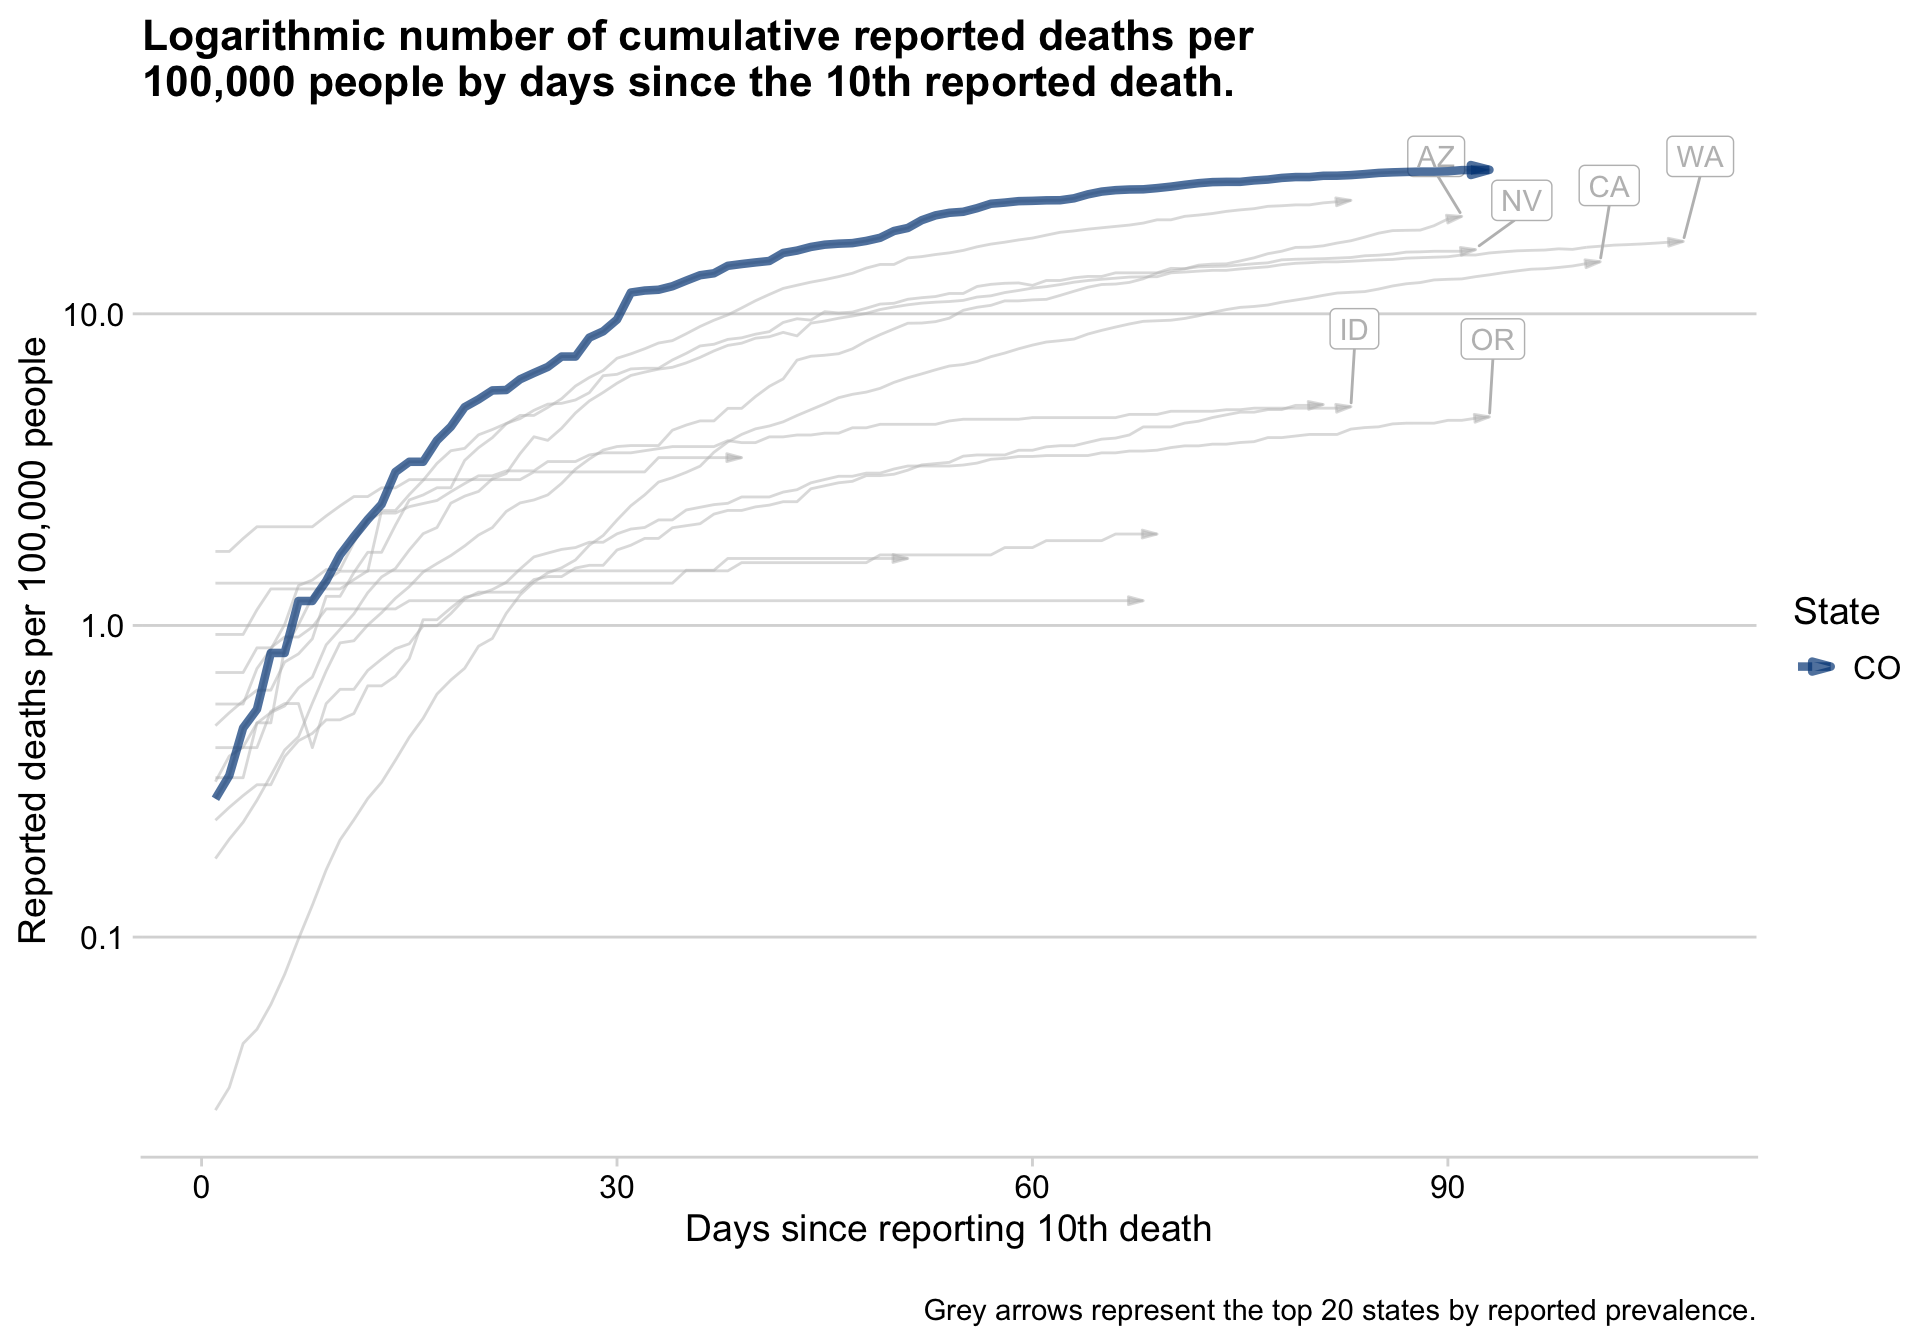 Logarithmic number of cumulative reported deaths per
100,000 people by days since the 10th reported death.
AZ
WA
CA
NV
10.0
ID
OR
Reported deaths per 100,000 people
State
1.0
CO
0.1
0
30
60
90
Days since reporting 10th death
Grey arrows represent the top 20 states by reported prevalence.